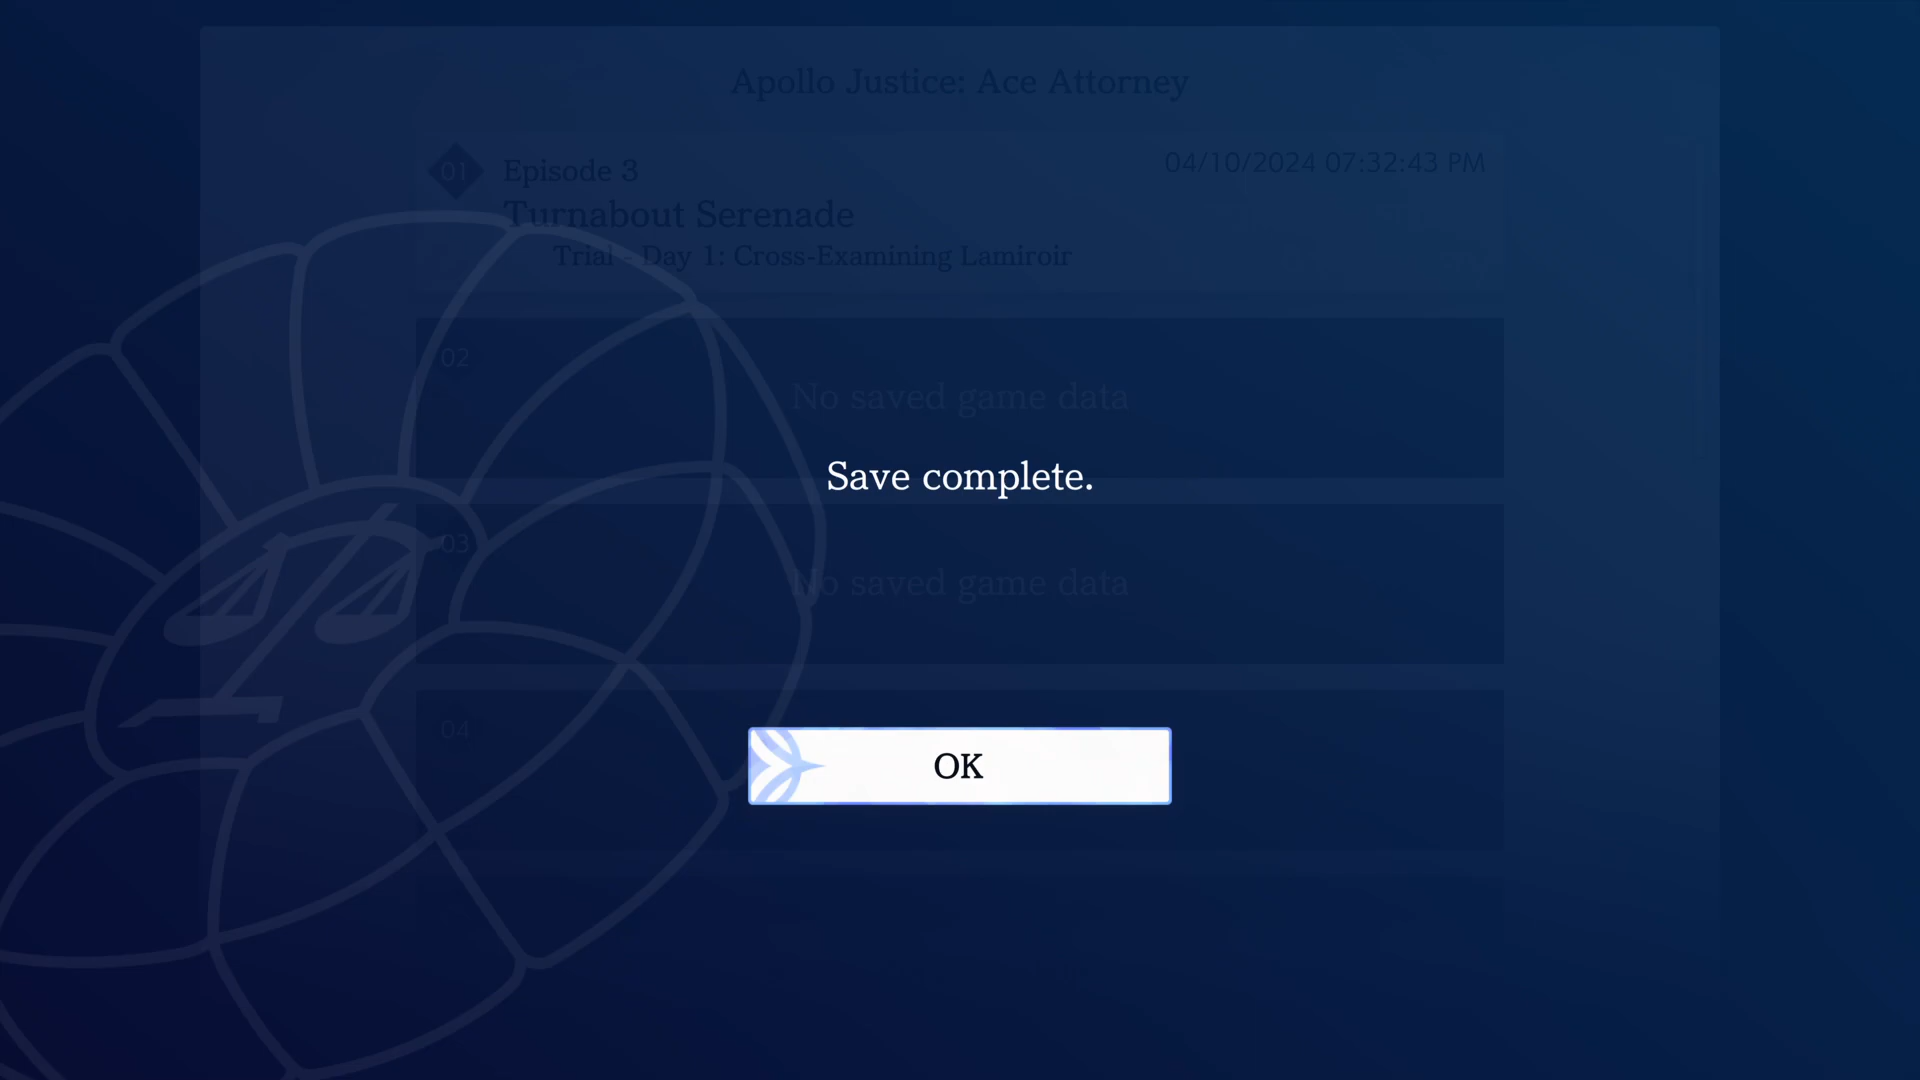 Apollo Justice: Ace Attorney
01
Episode 3
04/10/2024 07:32:43 PM
Turnabout Serenade
Trial - Day 1: Cross-Examining Lamiroir
02
No saved game data
Save complete.
03
No saved game data
04
OK